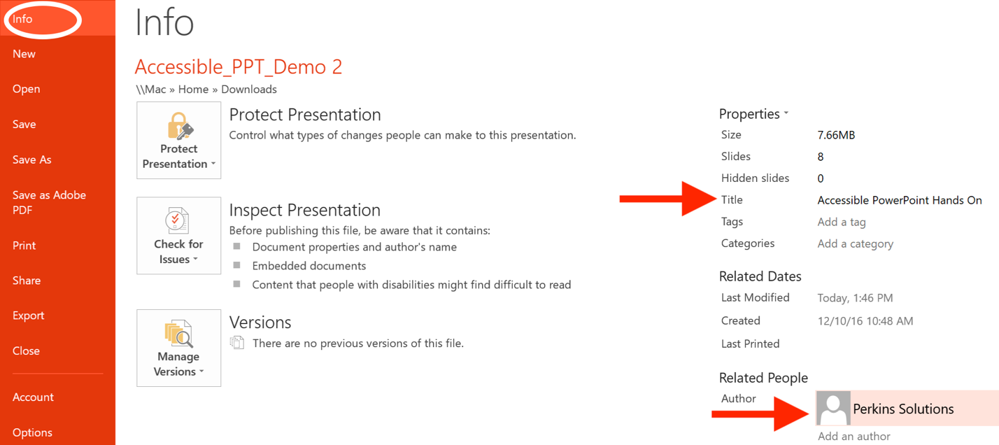 Info
New
Open
Save
Save As
Save as Adobe
PDF
Print
Share
Export
Close
Account
Options
Info
Accessible_PPT_Demo 2
\\Mac » Home » Downloads
Protect
Presentation
Protect Presentation
Control what types of changes people can make to this presentation.
Check for
Issues
Inspect Presentation
Before publishing this file, be aware that it contains:
Document properties and author's name
Embedded documents
Content that people with disabilities might find difficult to read
Manage
Versions
Versions
There are no previous versions of this file.
Properties
Size 7.66MB
Slides 8
Hidden slides 0
Title Accessible PowerPoint Hands On
Tags Add a tag
Categories Add a category
Related Dates
Last Modified Today, 1:46 PM
Created 12/10/16 10:48 AM
Last Printed
Related People
Author
Perkins Solutions
Add an author